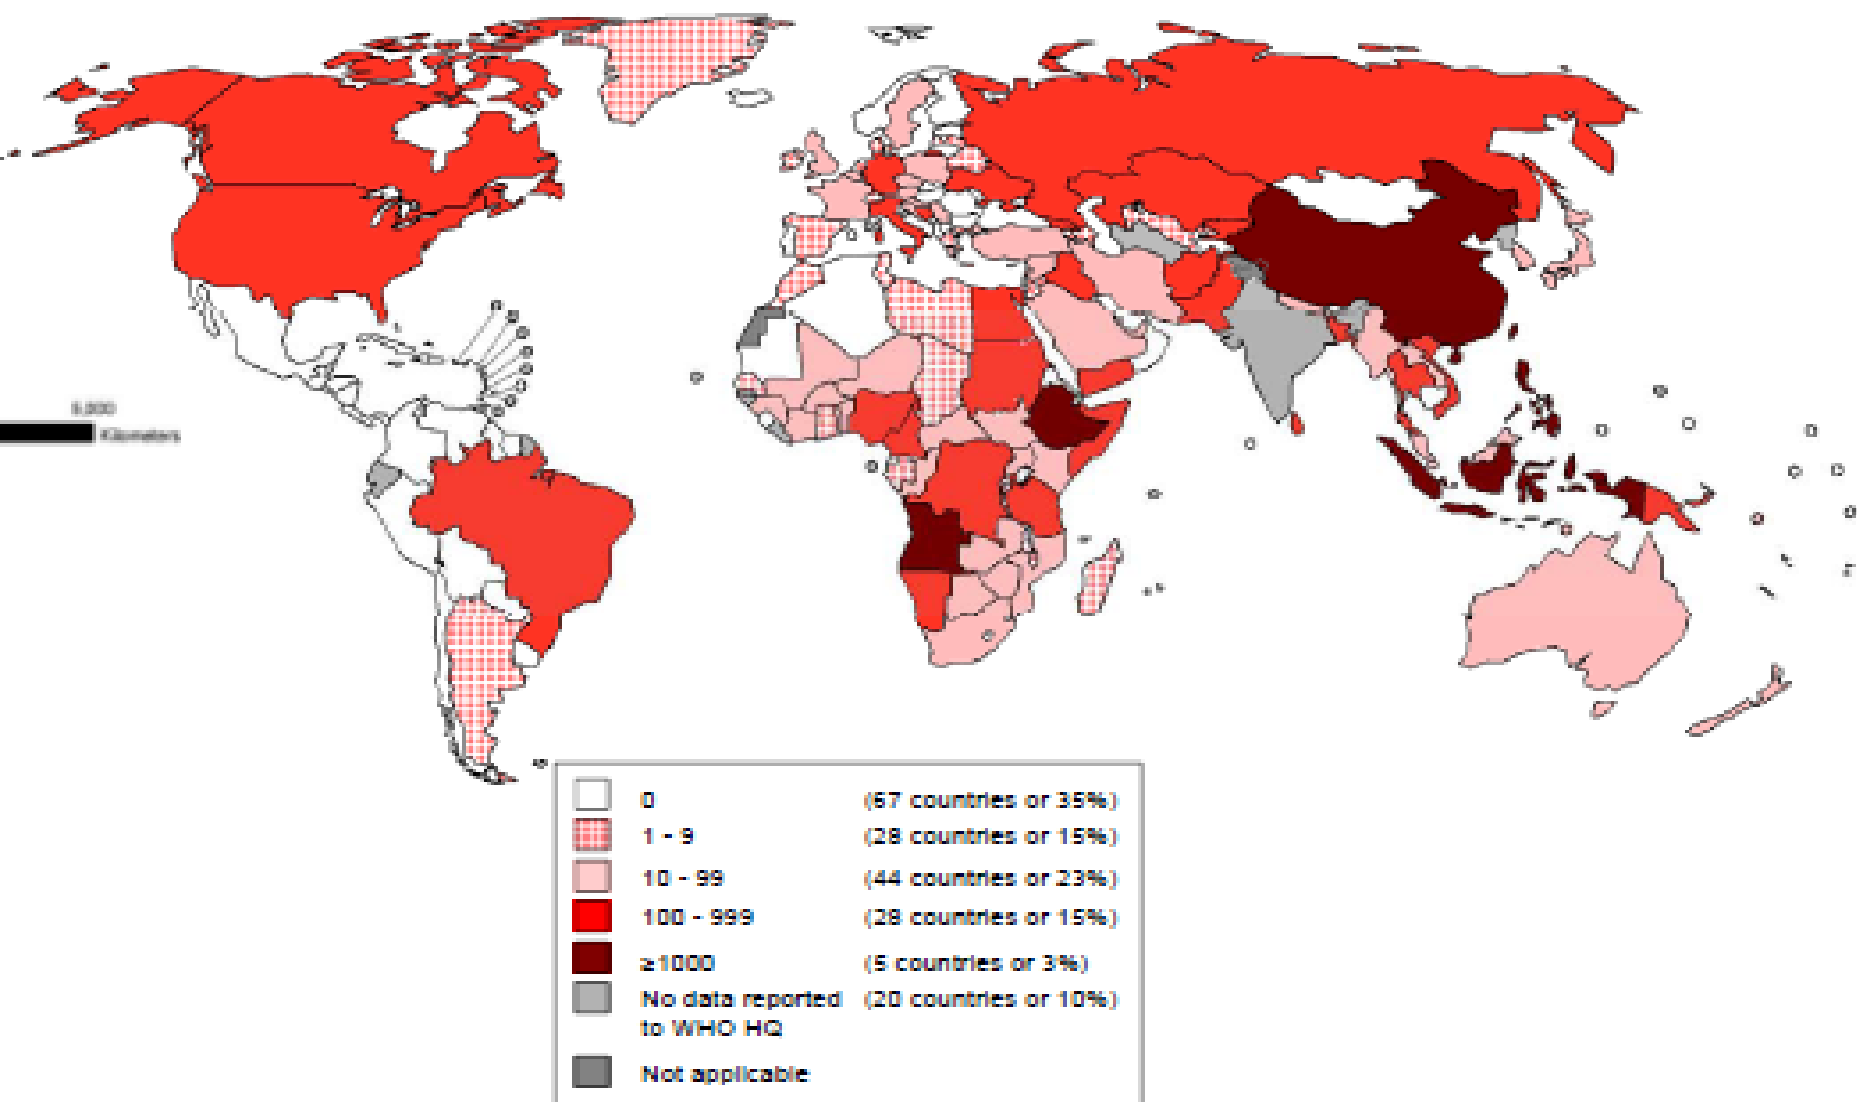 Kilometers
0 (67 countries or 35%)
1 - 9 (28 countries or 15%)
10 - 99 (44 countries or 23%)
100 - 999 (28 countries or 15%)
≥1000 (5 countries or 3%)
No data reported (20 countries or 10%)
to WHO HQ
Not applicable